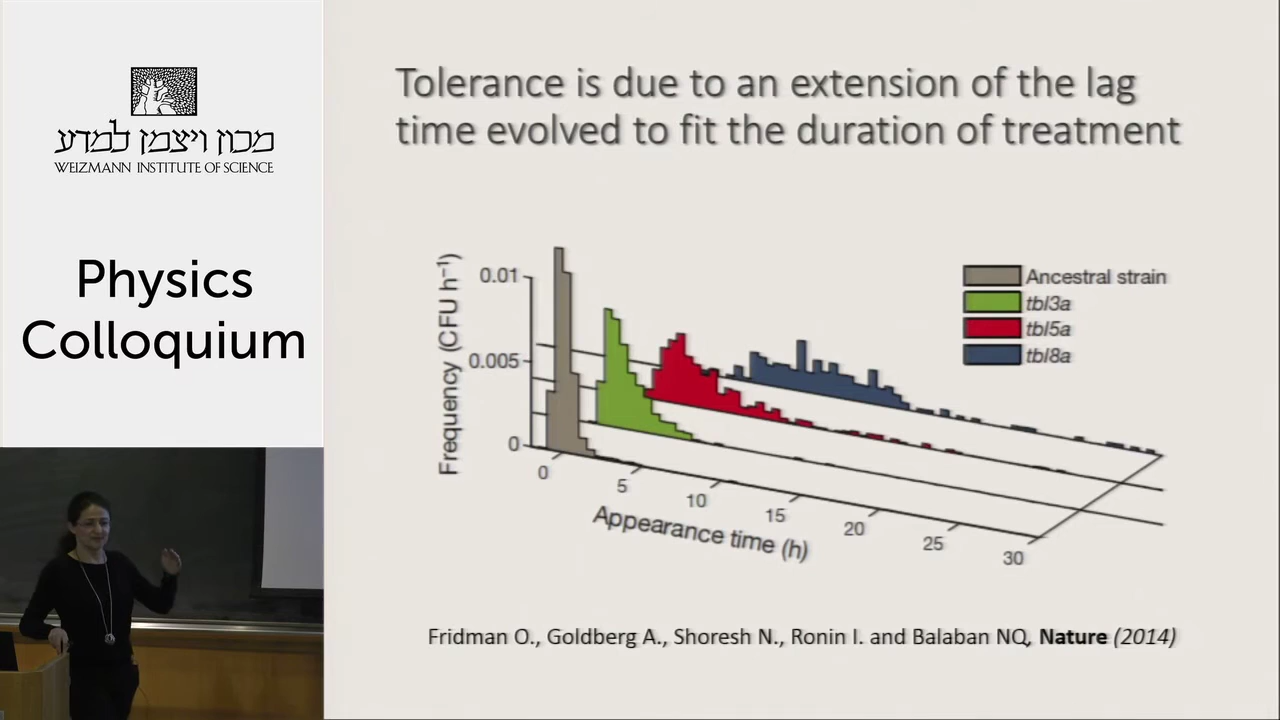 מכון ויצמן למדע
WEIZMANN INSTITUTE OF SCIENCE
Physics
Colloquium
Tolerance is due to an extension of the lag
time evolved to fit the duration of treatment
Frequency (CFU h⁻¹)
0.01
0.005
0
Ancestral strain
tbl3a
tbl5a
tbl8a
0
5
10
15
20
25
30
Appearance time (h)
Fridman O., Goldberg A., Shoresh N., Ronin I. and Balaban NQ, Nature (2014)